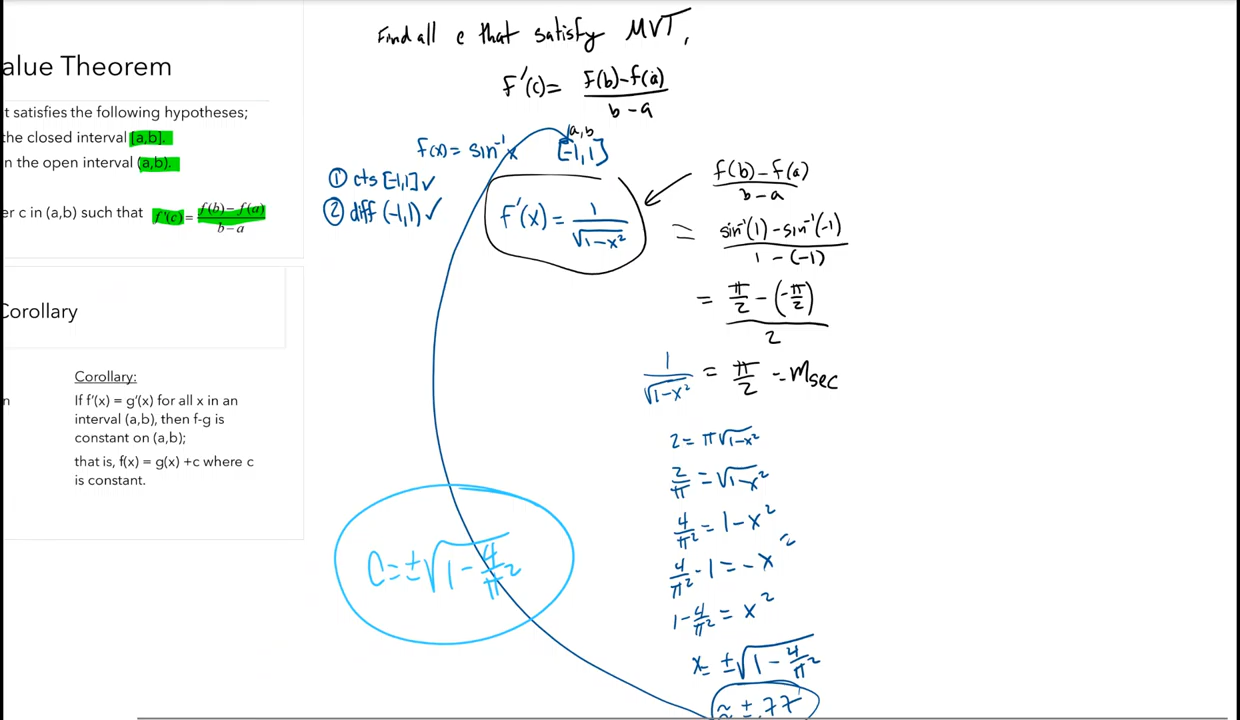 alue Theorem
t satisfies the following hypotheses;
the closed interval [a,b].
n the open interval (a,b).
er c in (a,b) such that f'(c) = f(b) − f(a) / b − a
Corollary
n
Corollary:
If f'(x) = g'(x) for all x in an
interval (a,b), then f-g is
constant on (a,b);
that is, f(x) = g(x) +c where c
is constant.
Find all c that satisfy MVT.
F'(c) = f(b) − f(a) / b − a
a, b
f(x) = sin⁻¹ x [-1,1]
① cts [-1,1] ✓
② diff (-1,1) ✓
F'(x) = 1 / √(1−x²)
f(b) − f(a) / b − a
= sin⁻¹(1) − sin⁻¹(-1) / 1 − (−1)
= π/2 − (−π/2) / 2
1 / √(1−x²) = π/2 = Msec
2 = π√(1−x²)
2/π = √(1−x²)
4/π² = 1 − x²
4/π² − 1 = − x²
1 − 4/π² = x²
x = ±√(1 − 4/π²)
≈ ± .77
C = ±√(1 − 4/π²)